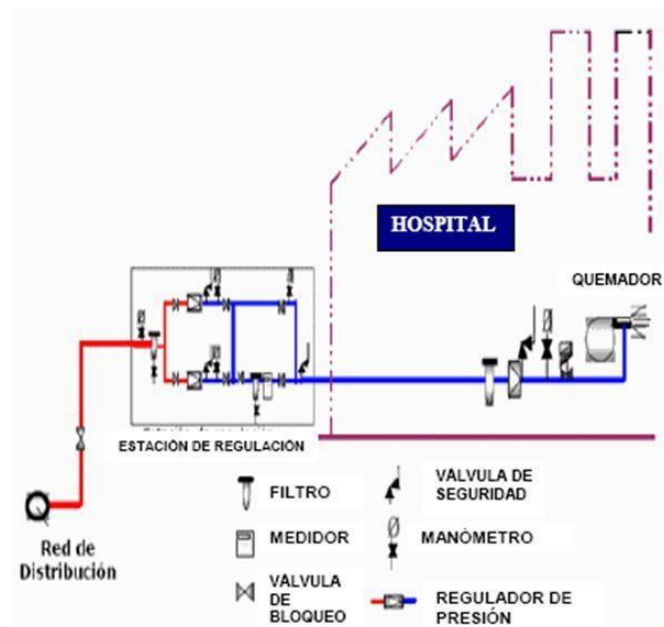 HOSPITAL
QUEMADOR
ESTACIÓN DE REGULACIÓN
Red de
Distribución
FILTRO
MEDIDOR
VÁLVULA
DE
BLOQUEO
VÁLVULA DE
SEGURIDAD
MANÓMETRO
REGULADOR DE
PRESIÓN